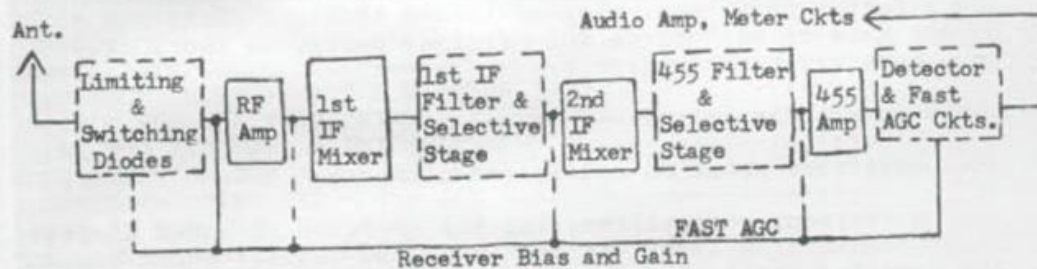 Audio Amp, Meter Ckts
Ant.
Limiting
&
Switching
Diodes
RF
Amp
1st
IF
Mixer
1st IF
Filter &
Selective
Stage
2nd
IF
Mixer
455 Filter
&
Selective
Stage
455
Amp
Detector
& Fast
AGC Ckts.
FAST AGC
Receiver Bias and Gain